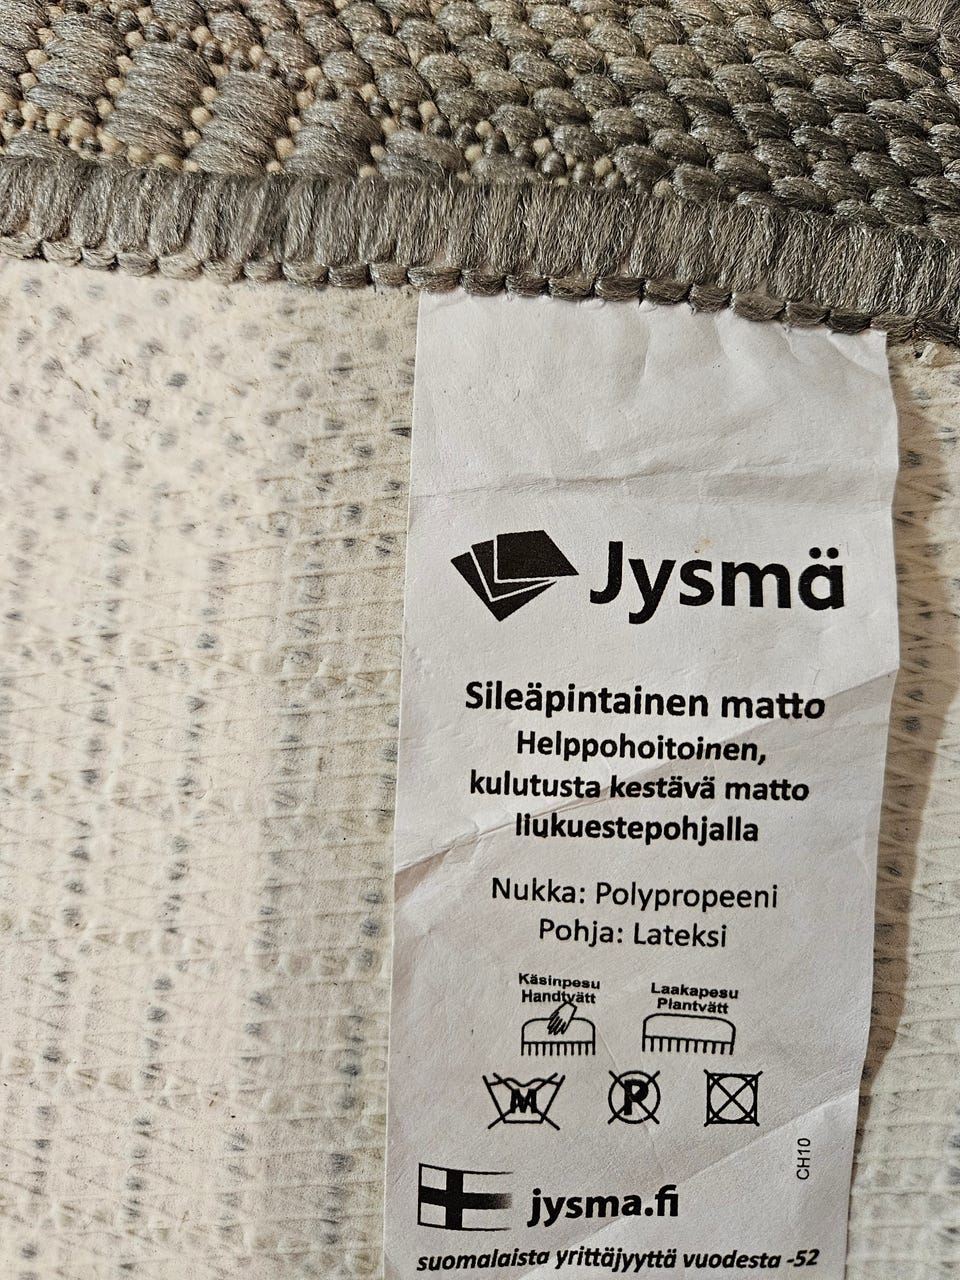 Jysmä
Sileäpintainen matto
Helppohoitoinen,
kulutusta kestävä matto
liukuestepohjalla
Nukka: Polypropeeni
Pohja: Lateksi
Käsinpesu
Handtvätt
Laakapesu
Plantvätt
M
P
CH10
jysma.fi
suomalaista yrittäjyyttä vuodesta -52